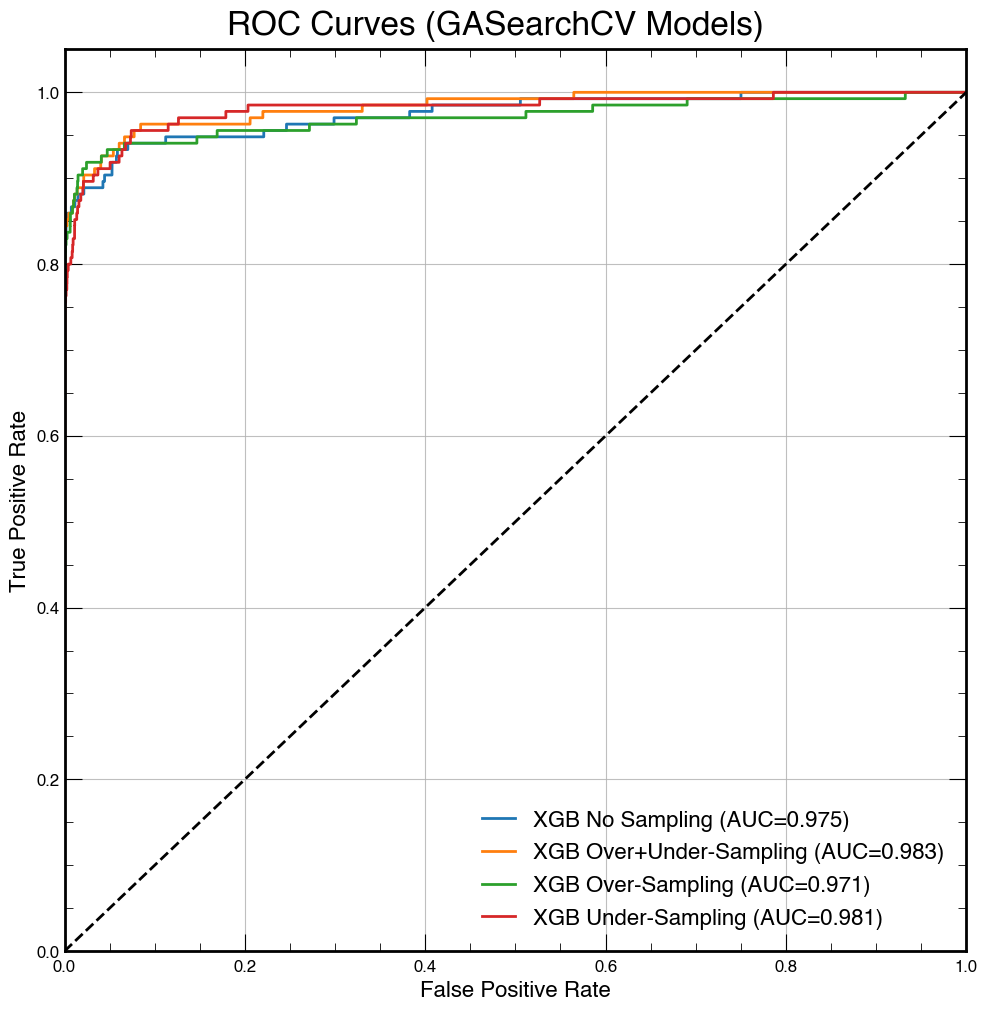 ROC Curves (GASearchCV Models)
True Positive Rate
1.0
0.8
0.6
0.4
0.2
0.0
XGB No Sampling (AUC=0.975)
XGB Over+Under-Sampling (AUC=0.983)
XGB Over-Sampling (AUC=0.971)
XGB Under-Sampling (AUC=0.981)
0.0 0.2 0.4 0.6 0.8 1.0
False Positive Rate